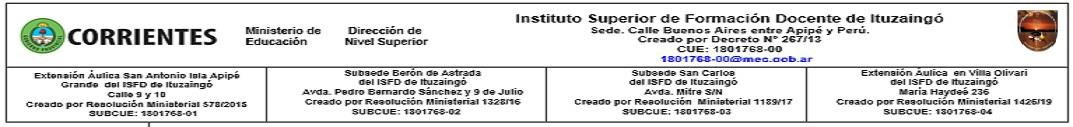 CORRIENTES
Ministerio de
Educación
Dirección de
Nivel Superior
Instituto Superior de Formación Docente de Ituzaingó
Sede. Calle Buenos Aires entre Apipé y Perú.
Creado por Decreto N° 267/13
CUE: 1801768-00
1801768-00@mec.gob.ar
Extensión Áulica San Antonio Isla Apipé
Grande del ISFD de Ituzaingó
Calle 9 y 10
Creado por Resolución Ministerial 578/2015
SUBCUE: 1801768-01
Subsede Berón de Astrada
del ISFD de Ituzaingó
Avda. Pedro Bernardo Sánchez y 9 de Julio
Creado por Resolución Ministerial 1328/16
SUBCUE: 1801768-02
Subsede San Carlos
del ISFD de Ituzaingó
Avda. Mitre S/N
Creado por Resolución Ministerial 1189/17
SUBCUE: 1801768-03
Extensión Áulica en Villa Olivari
del ISFD de Ituzaingó
María Haydeé 236
Creado por Resolución Ministerial 1426/19
SUBCUE: 1801768-04